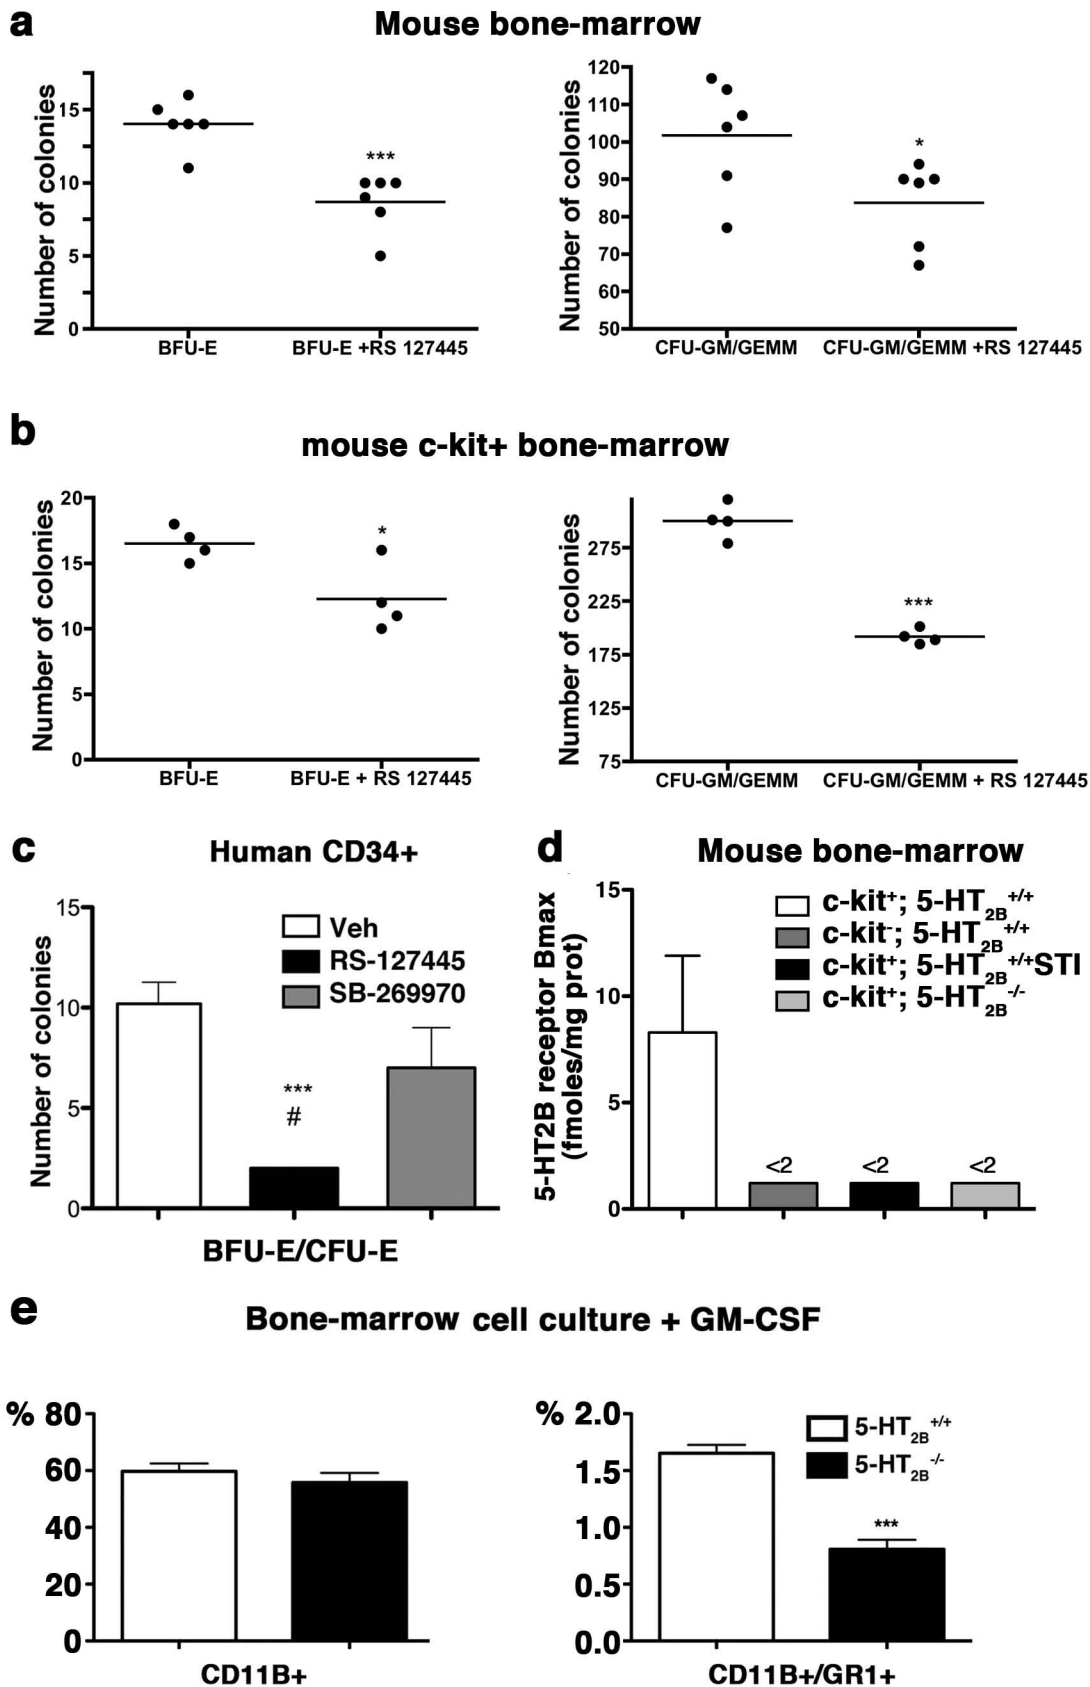 a
Mouse bone-marrow
Number of colonies
15
10
5
0
***
BFU-E
BFU-E +RS 127445
Number of colonies
120
110
100
90
80
70
60
50
*
CFU-GM/GEMM
CFU-GM/GEMM +RS 127445
b
mouse c-kit+ bone-marrow
Number of colonies
20
15
10
5
0
*
BFU-E
BFU-E + RS 127445
Number of colonies
275
225
175
125
75
***
CFU-GM/GEMM
CFU-GM/GEMM + RS 127445
c
Human CD34+
Number of colonies
15
10
5
0
Veh
RS-127445
SB-269970
***
#
BFU-E/CFU-E
d
Mouse bone-marrow
5-HT2B receptor Bmax
(fmoles/mg prot)
15
10
5
0
c-kit⁺; 5-HT₂B⁺/⁺
c-kit⁻; 5-HT₂B⁺/⁺
c-kit⁺; 5-HT₂B⁺/⁺STI
c-kit⁺; 5-HT₂B⁻/⁻
<2
<2
<2
e
Bone-marrow cell culture + GM-CSF
% 80
60
40
20
0
CD11B+
% 2.0
1.5
1.0
0.5
0.0
5-HT₂B⁺/⁺
5-HT₂B⁻/⁻
***
CD11B+/GR1+